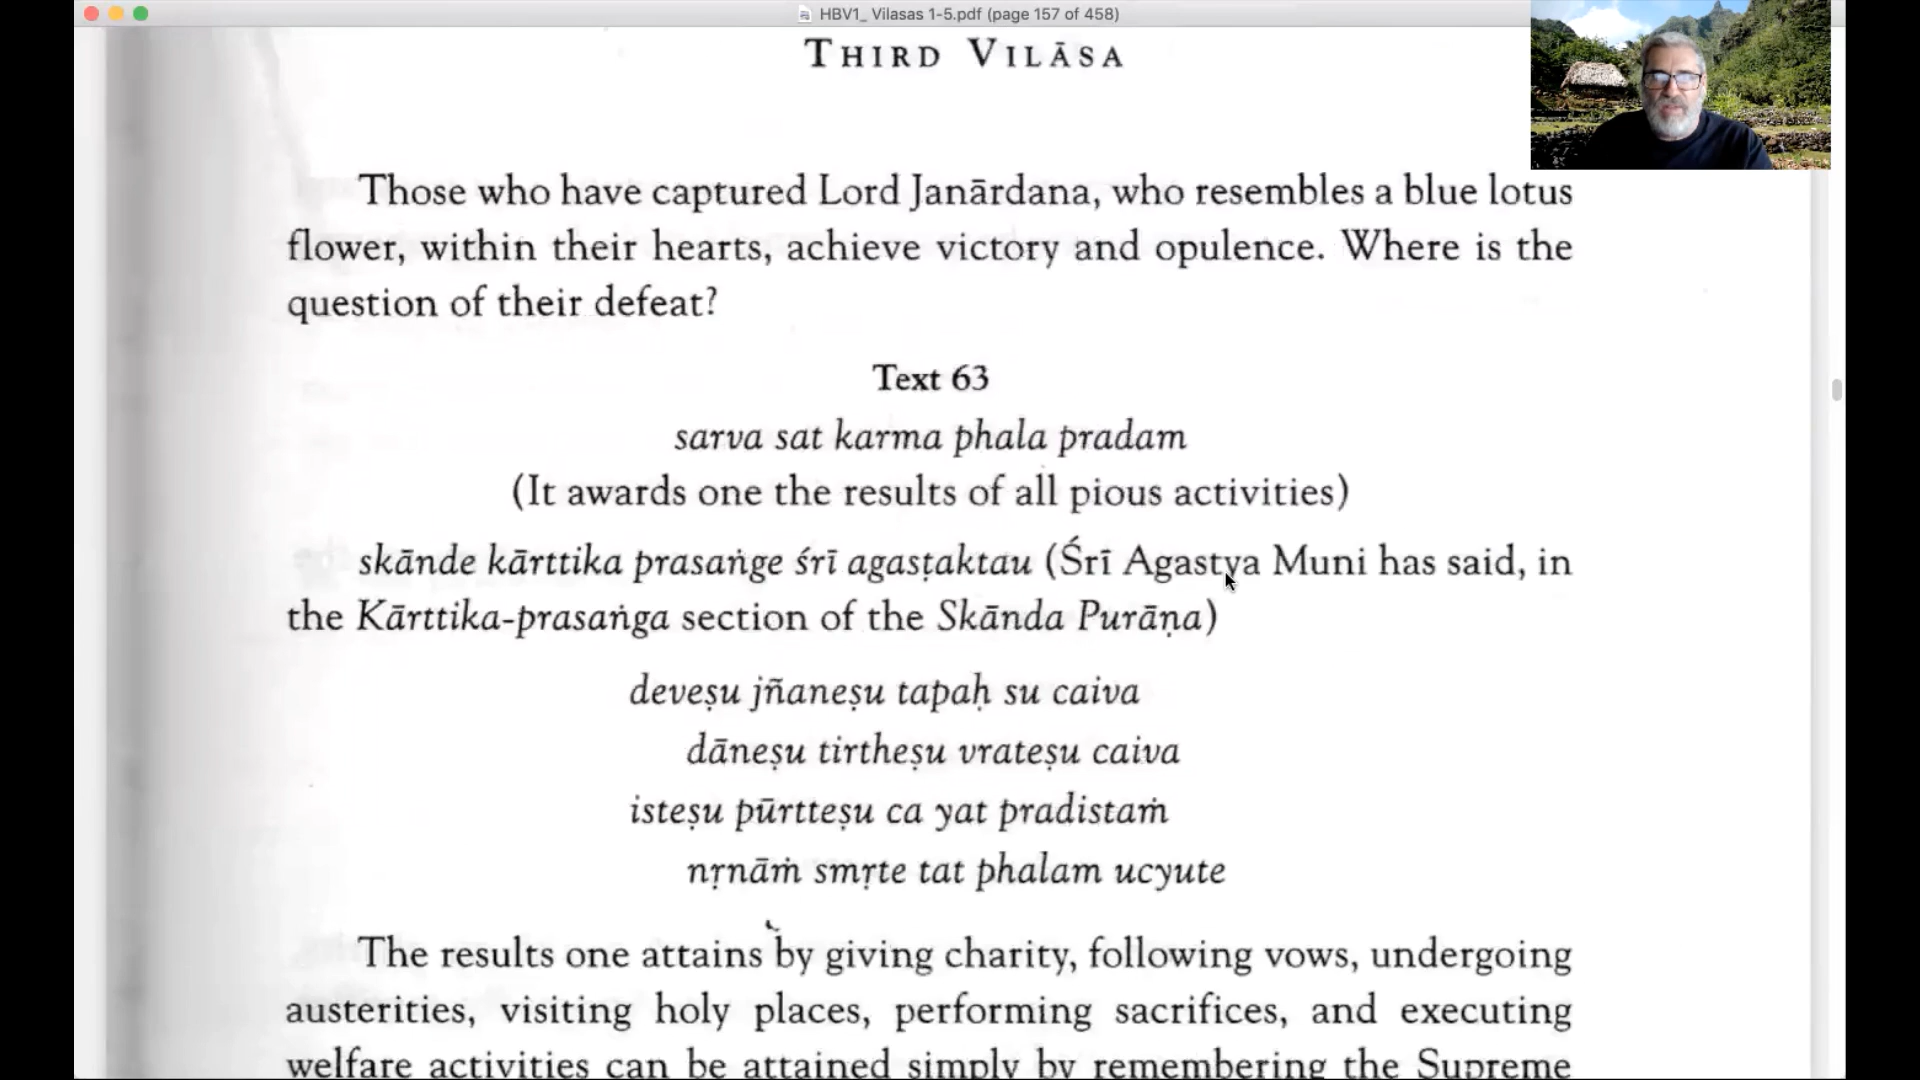 HBV1_ Vilasas 1-5.pdf (page 157 of 458)
THIRD VILĀSA
Those who have captured Lord Janārdana, who resembles a blue lotus
flower, within their hearts, achieve victory and opulence. Where is the
question of their defeat?
Text 63
sarva sat karma phala pradam
(It awards one the results of all pious activities)
skānde kārttika prasaṅge śrī agasṭaktau (Śrī Agastya Muni has said, in
the Kārttika-prasaṅga section of the Skānda Purāṇa)
deveṣu jñaneṣu tapaḥ su caiva
dāneṣu tirtheṣu vrateṣu caiva
isteṣu pūrtteṣu ca yat pradistaṁ
nṛnāṁ smṛte tat phalam ucyute
The results one attains by giving charity, following vows, undergoing
austerities, visiting holy places, performing sacrifices, and executing
welfare activities can be attained simply by remembering the Supreme